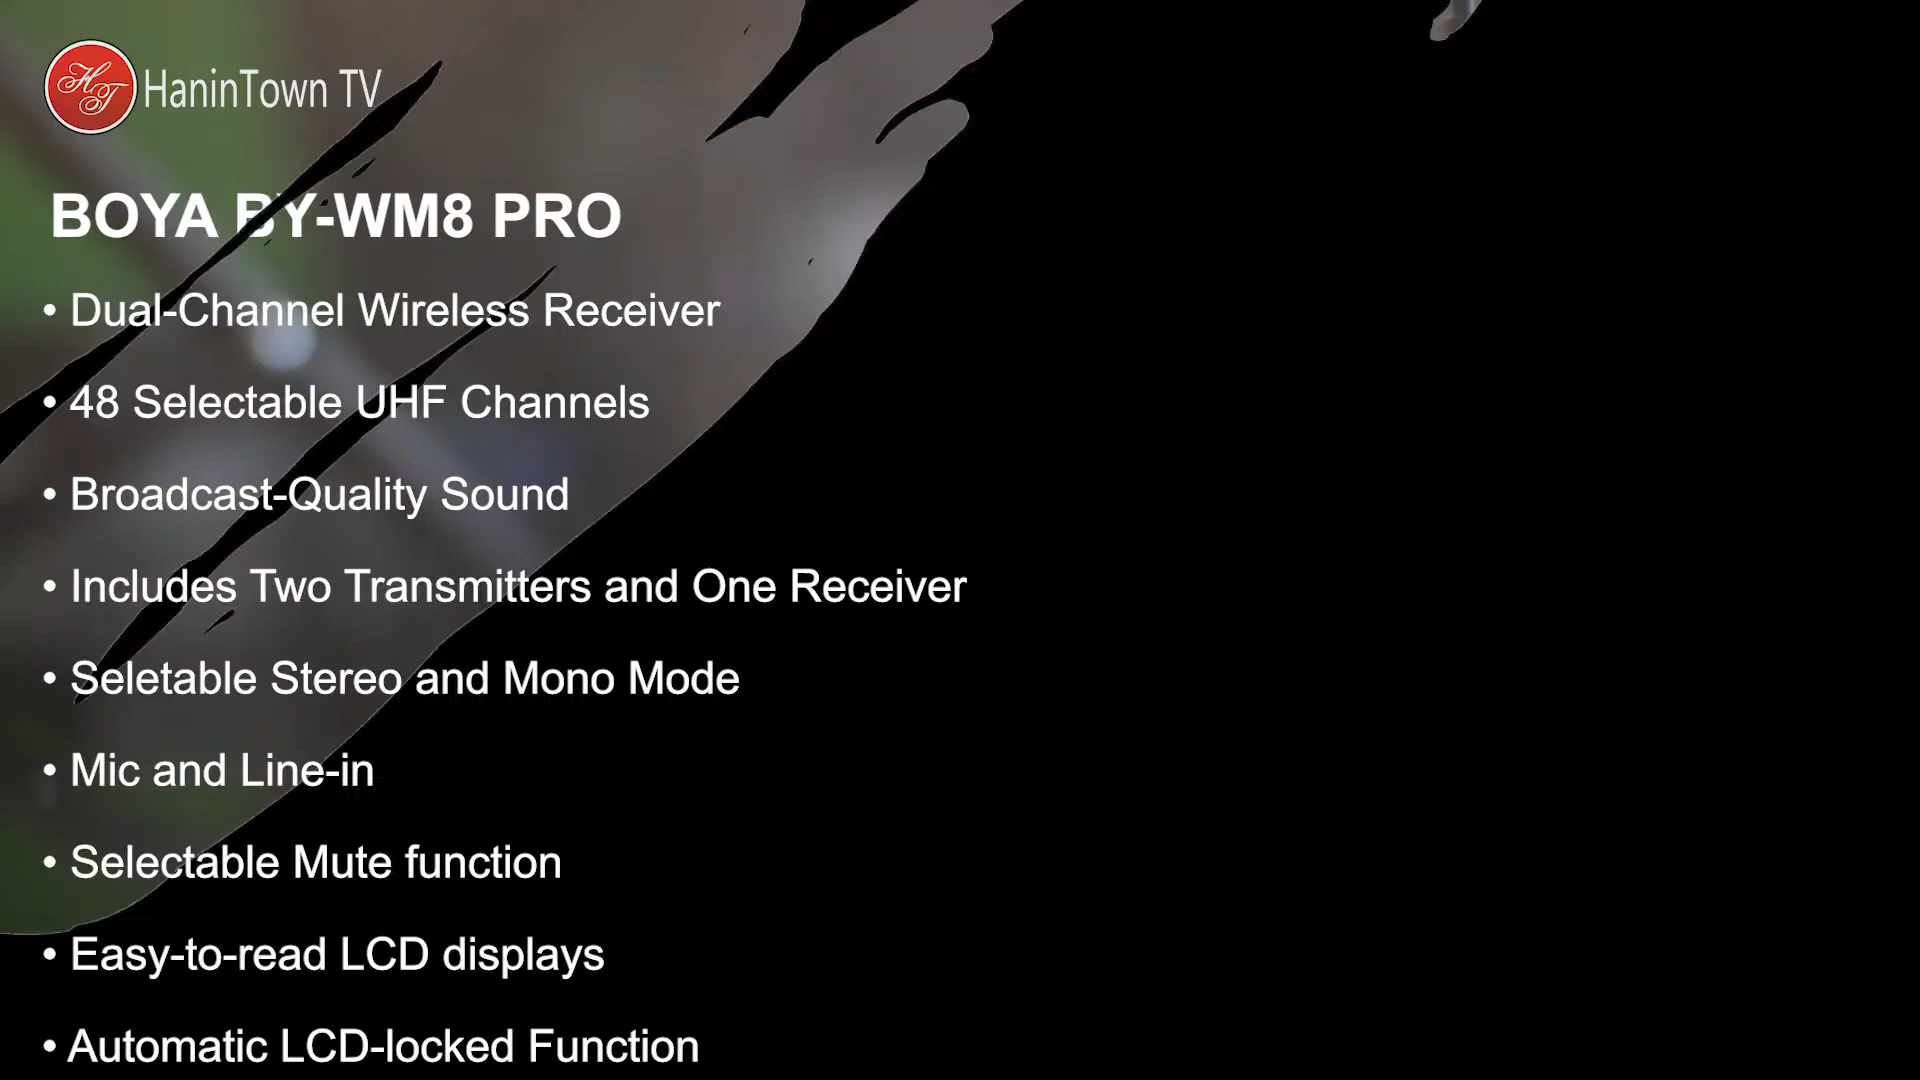 HT HaninTown TV
BOYA BY-WM8 PRO
• Dual-Channel Wireless Receiver
• 48 Selectable UHF Channels
• Broadcast-Quality Sound
• Includes Two Transmitters and One Receiver
• Seletable Stereo and Mono Mode
• Mic and Line-in
• Selectable Mute function
• Easy-to-read LCD displays
• Automatic LCD-locked Function